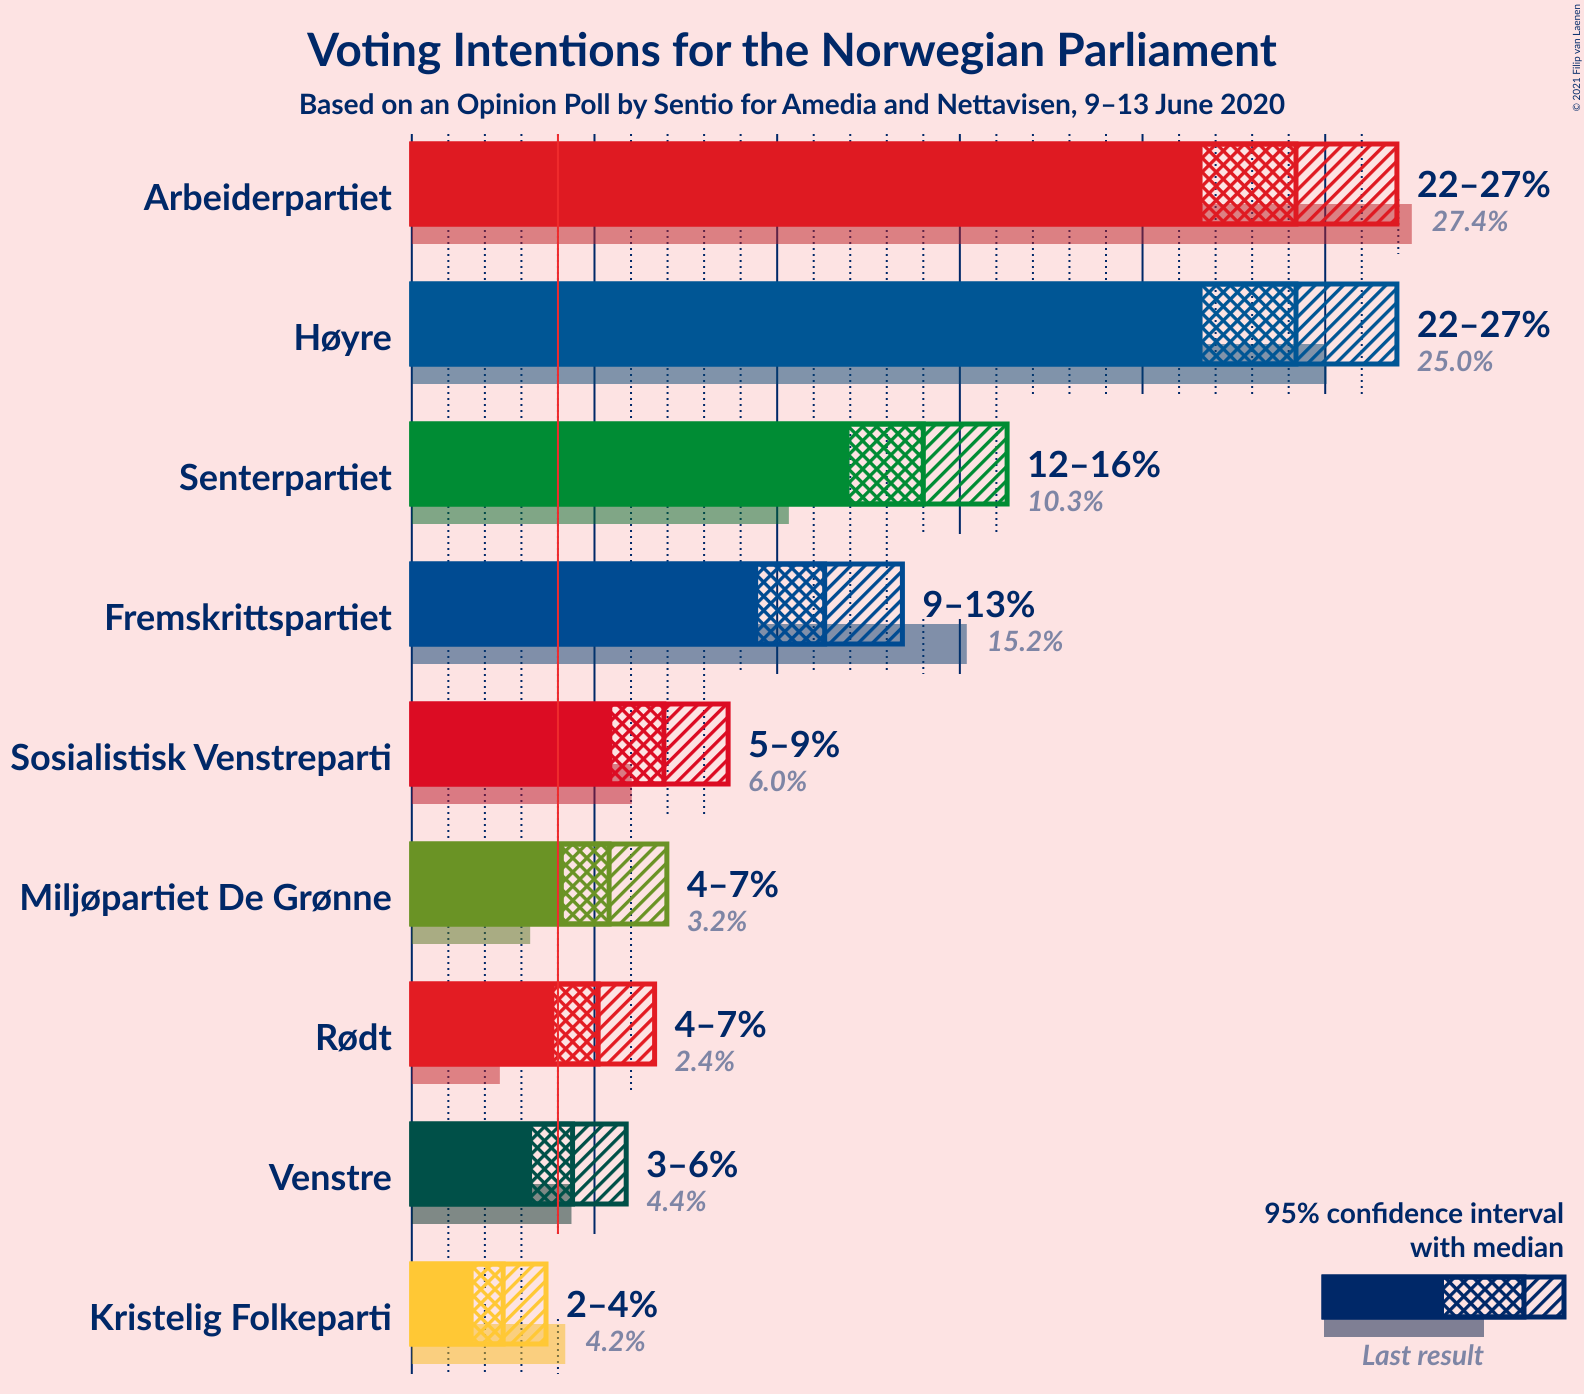 Voting Intentions for the Norwegian Parliament
Based on an Opinion Poll by Sentio for Amedia and Nettavisen, 9–13 June 2020
© 2021 Filip van Laenen
Arbeiderpartiet
22–27%
27.4%
Høyre
22–27%
25.0%
Senterpartiet
12–16%
10.3%
Fremskrittspartiet
9–13%
15.2%
Sosialistisk Venstreparti
5–9%
6.0%
Miljøpartiet De Grønne
4–7%
3.2%
Rødt
4–7%
2.4%
Venstre
3–6%
4.4%
Kristelig Folkeparti
2–4%
4.2%
95% confidence interval
with median
Last result